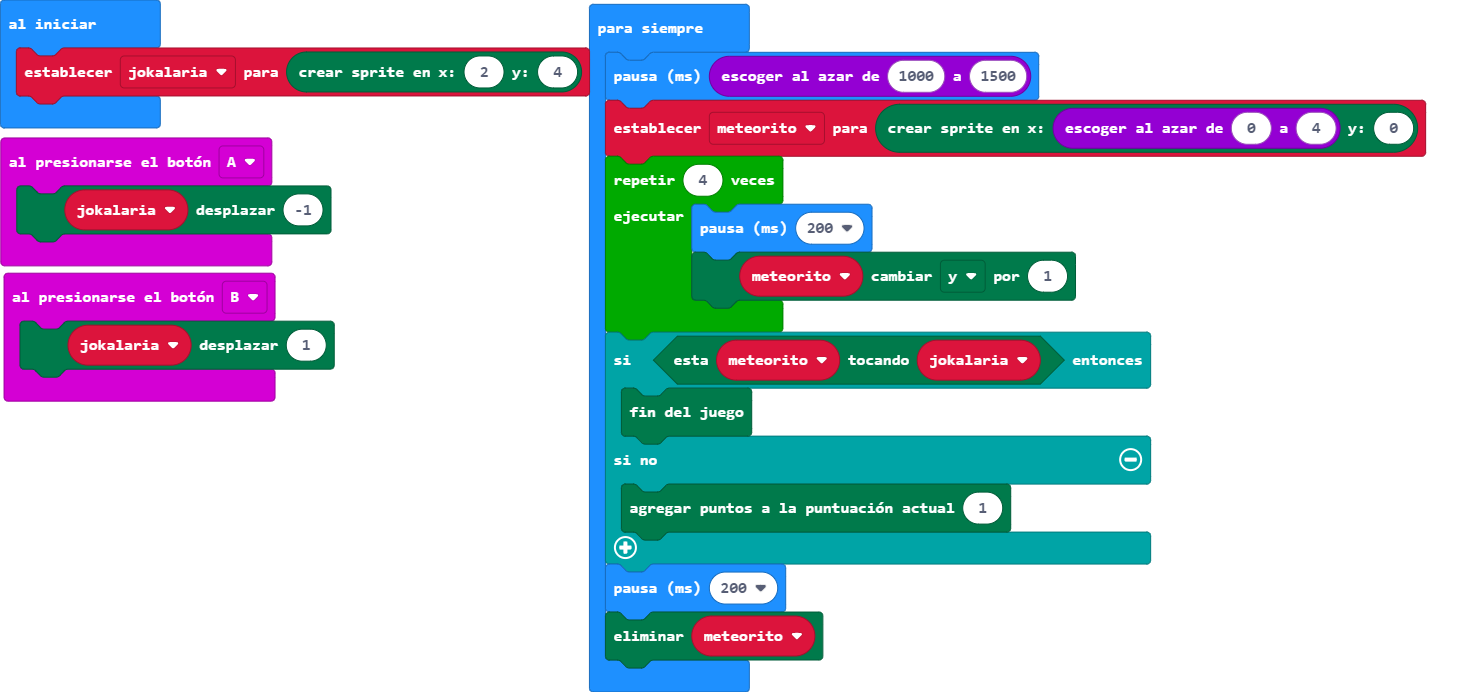 al iniciar
establecer jokalaria para crear sprite en x: 2 y: 4
al presionarse el botón A
jokalaria desplazar -1
al presionarse el botón B
jokalaria desplazar 1
para siempre
pausa (ms) escoger al azar de 1000 a 1500
establecer meteorito para crear sprite en x: escoger al azar de 0 a 4 y: 0
repetir 4 veces
ejecutar
pausa (ms) 200
meteorito cambiar y por 1
si esta meteorito tocando jokalaria entonces
fin del juego
si no
agregar puntos a la puntuación actual 1
pausa (ms) 200
eliminar meteorito